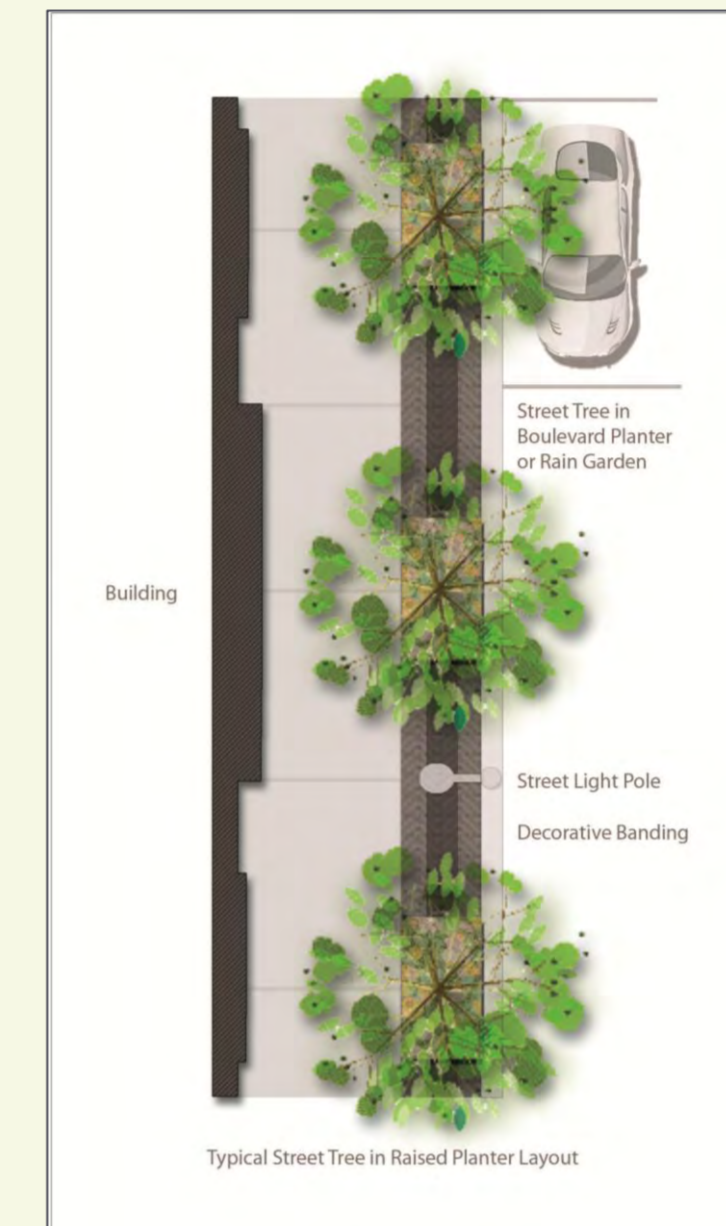 Street Tree in
Boulevard Planter
or Rain Garden
Building
Street Light Pole
Decorative Banding
Typical Street Tree in Raised Planter Layout